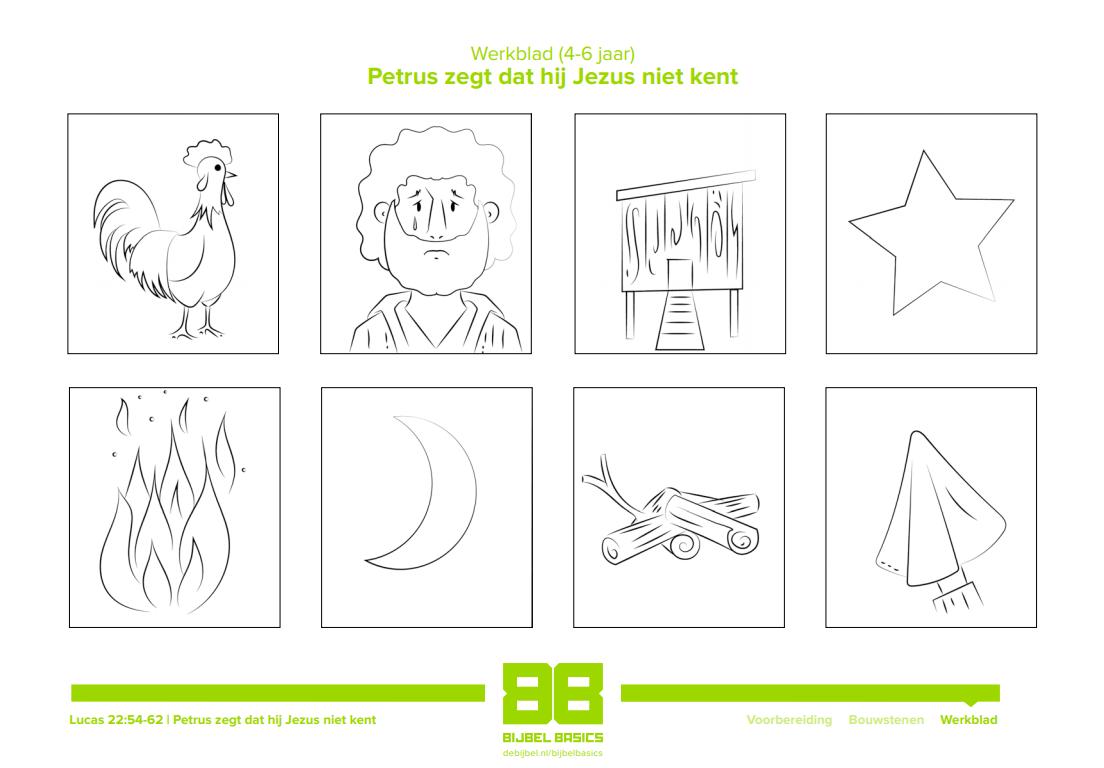 Werkblad (4-6 jaar)
Petrus zegt dat hij Jezus niet kent
BB
Lucas 22:54-62 | Petrus zegt dat hij Jezus niet kent
BIJBEL BASICS
debijbel.nl/bijbelbasics
Voorbereiding Bouwstenen Werkblad